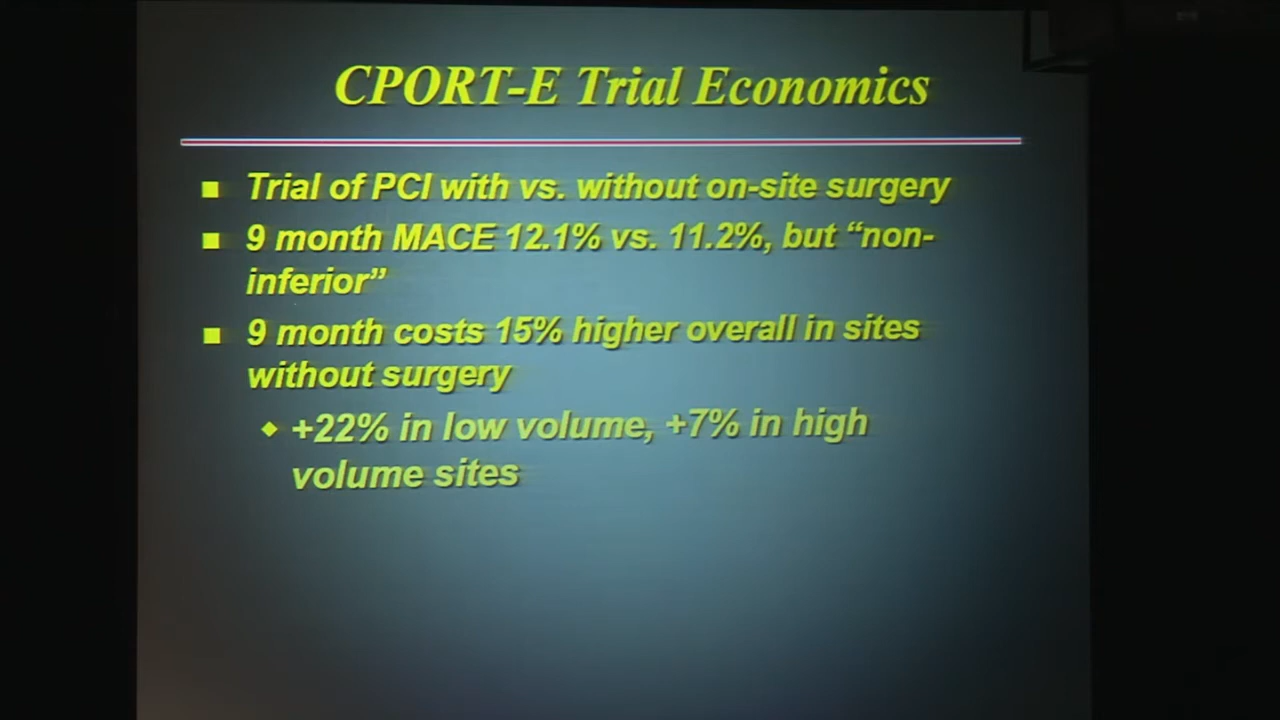 CPORT-E Trial Economics
■ Trial of PCI with vs. without on-site surgery
■ 9 month MACE 12.1% vs. 11.2%, but “non-
inferior”
■ 9 month costs 15% higher overall in sites
without surgery
◆ +22% in low volume, +7% in high
volume sites